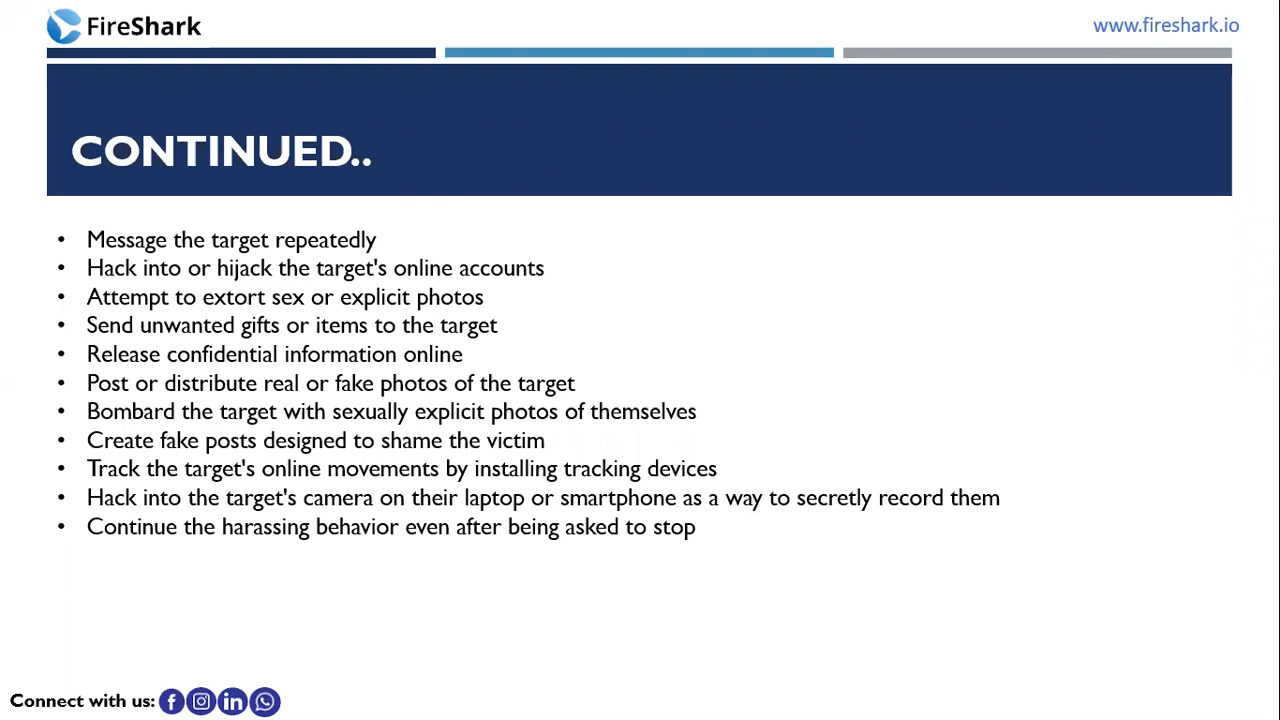 FireShark
www.fireshark.io
CONTINUED..
• Message the target repeatedly
• Hack into or hijack the target's online accounts
• Attempt to extort sex or explicit photos
• Send unwanted gifts or items to the target
• Release confidential information online
• Post or distribute real or fake photos of the target
• Bombard the target with sexually explicit photos of themselves
• Create fake posts designed to shame the victim
• Track the target's online movements by installing tracking devices
• Hack into the target's camera on their laptop or smartphone as a way to secretly record them
• Continue the harassing behavior even after being asked to stop
Connect with us: